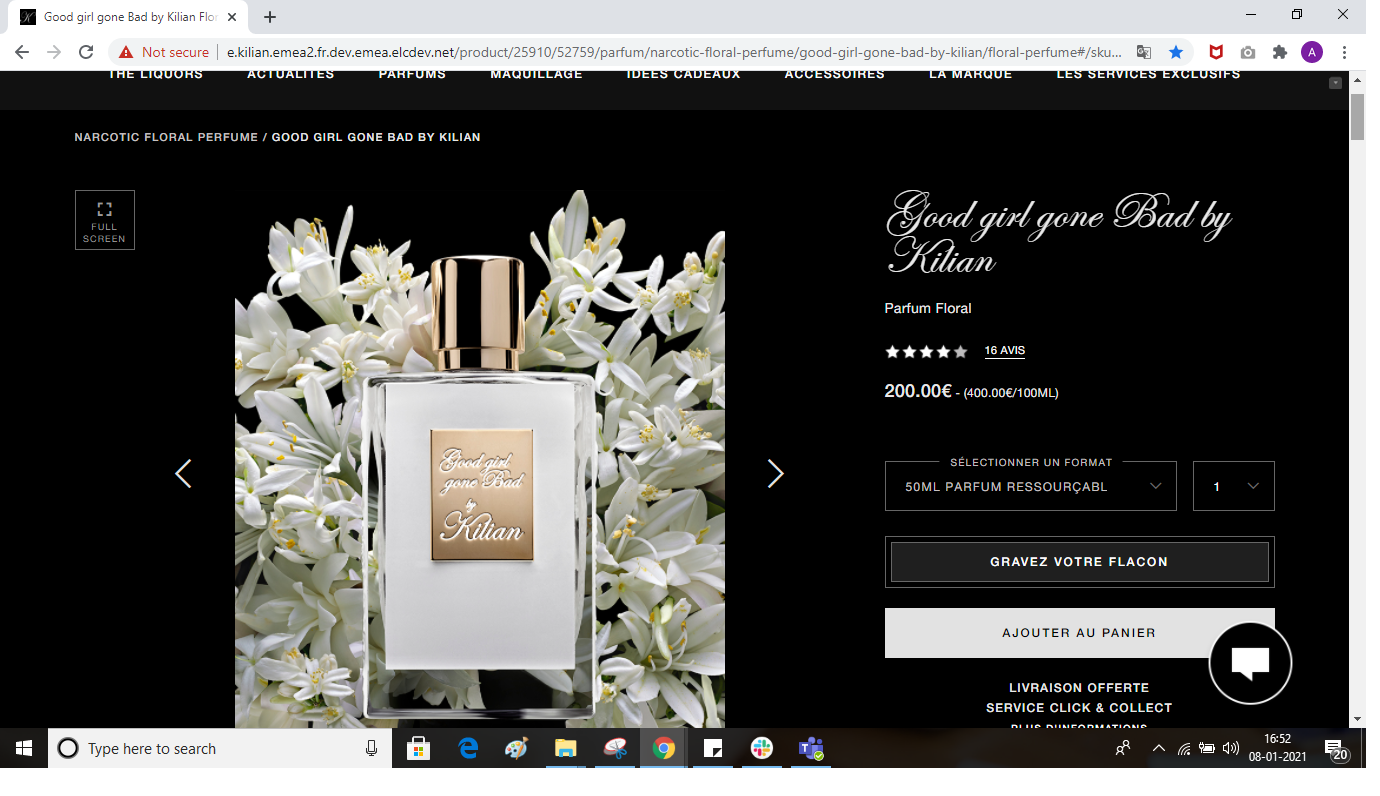 Good girl gone Bad by Kilian Flor
Not secure
e.kilian.emea2.fr.dev.emea.elcdev.net/product/25910/52759/parfum/narcotic-floral-perfume/good-girl-gone-bad-by-kilian/floral-perfume#/sku...
A
THE LIQUORS ACTUALITÉS PARFUMS MAQUILLAGE IDÉES CADEAUX ACCESSOIRES LA MARQUE LES SERVICES EXCLUSIFS
NARCOTIC FLORAL PERFUME / GOOD GIRL GONE BAD BY KILIAN
FULL
SCREEN
Good girl
gone Bad
by
Kilian
Good girl gone Bad by
Kilian
Parfum Floral
16 AVIS
200.00€ - (400.00€/100ML)
SÉLECTIONNER UN FORMAT
50ML PARFUM RESSOURÇABL
1
GRAVEZ VOTRE FLACON
AJOUTER AU PANIER
LIVRAISON OFFERTE
SERVICE CLICK & COLLECT
PLUS D'INFORMATIONS
Type here to search
16:52
08-01-2021
20